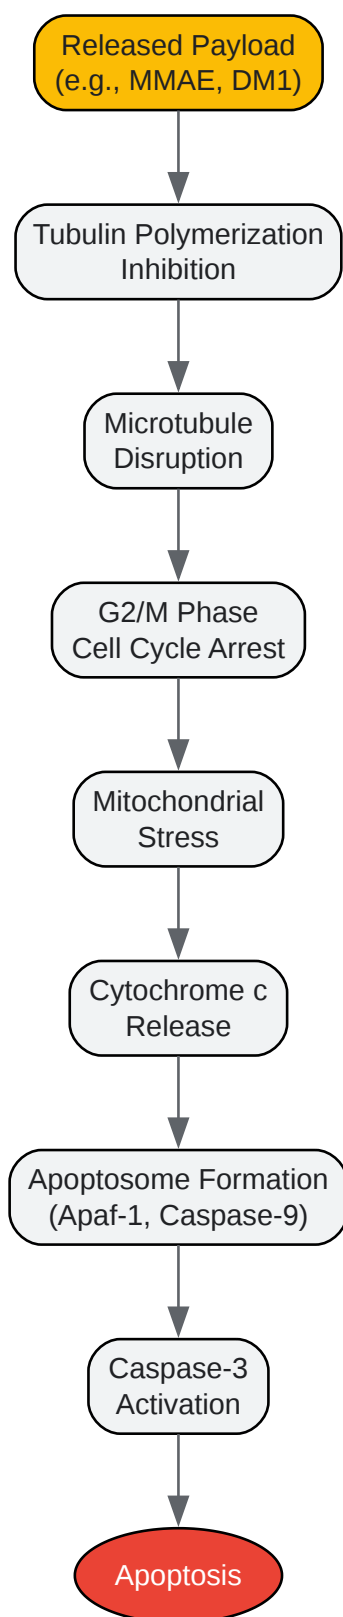 Released Payload
(e.g., MMAE, DM1)
Tubulin Polymerization
Inhibition
Microtubule
Disruption
G2/M Phase
Cell Cycle Arrest
Mitochondrial
Stress
Cytochrome c
Release
Apoptosome Formation
(Apaf-1, Caspase-9)
Caspase-3
Activation
Apoptosis